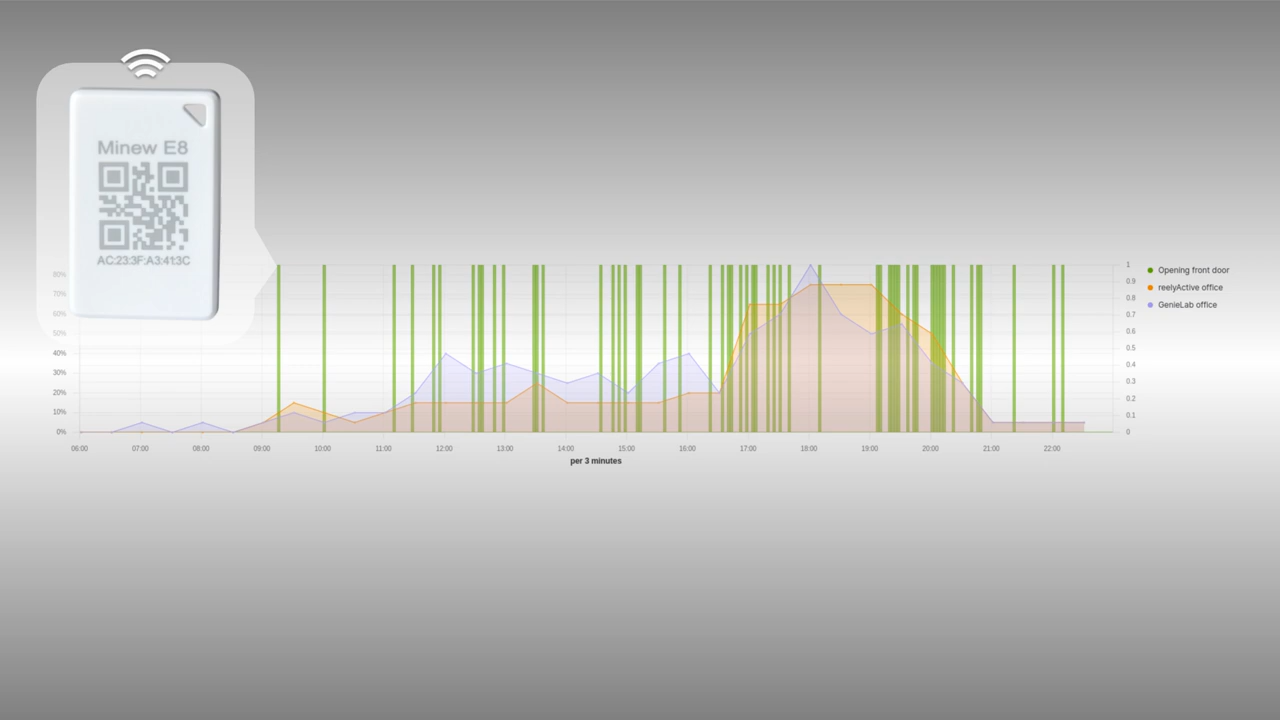 Minew E8
AC:23:3F:A3:41:3C
80%
70%
60%
50%
40%
30%
20%
10%
0%
1
0.9
0.8
0.7
0.6
0.5
0.4
0.3
0.2
0.1
0
06:00 07:00 08:00 09:00 10:00 11:00 12:00 13:00 14:00 15:00 16:00 17:00 18:00 19:00 20:00 21:00 22:00
per 3 minutes
Opening front door
reelyActive office
GenieLab office